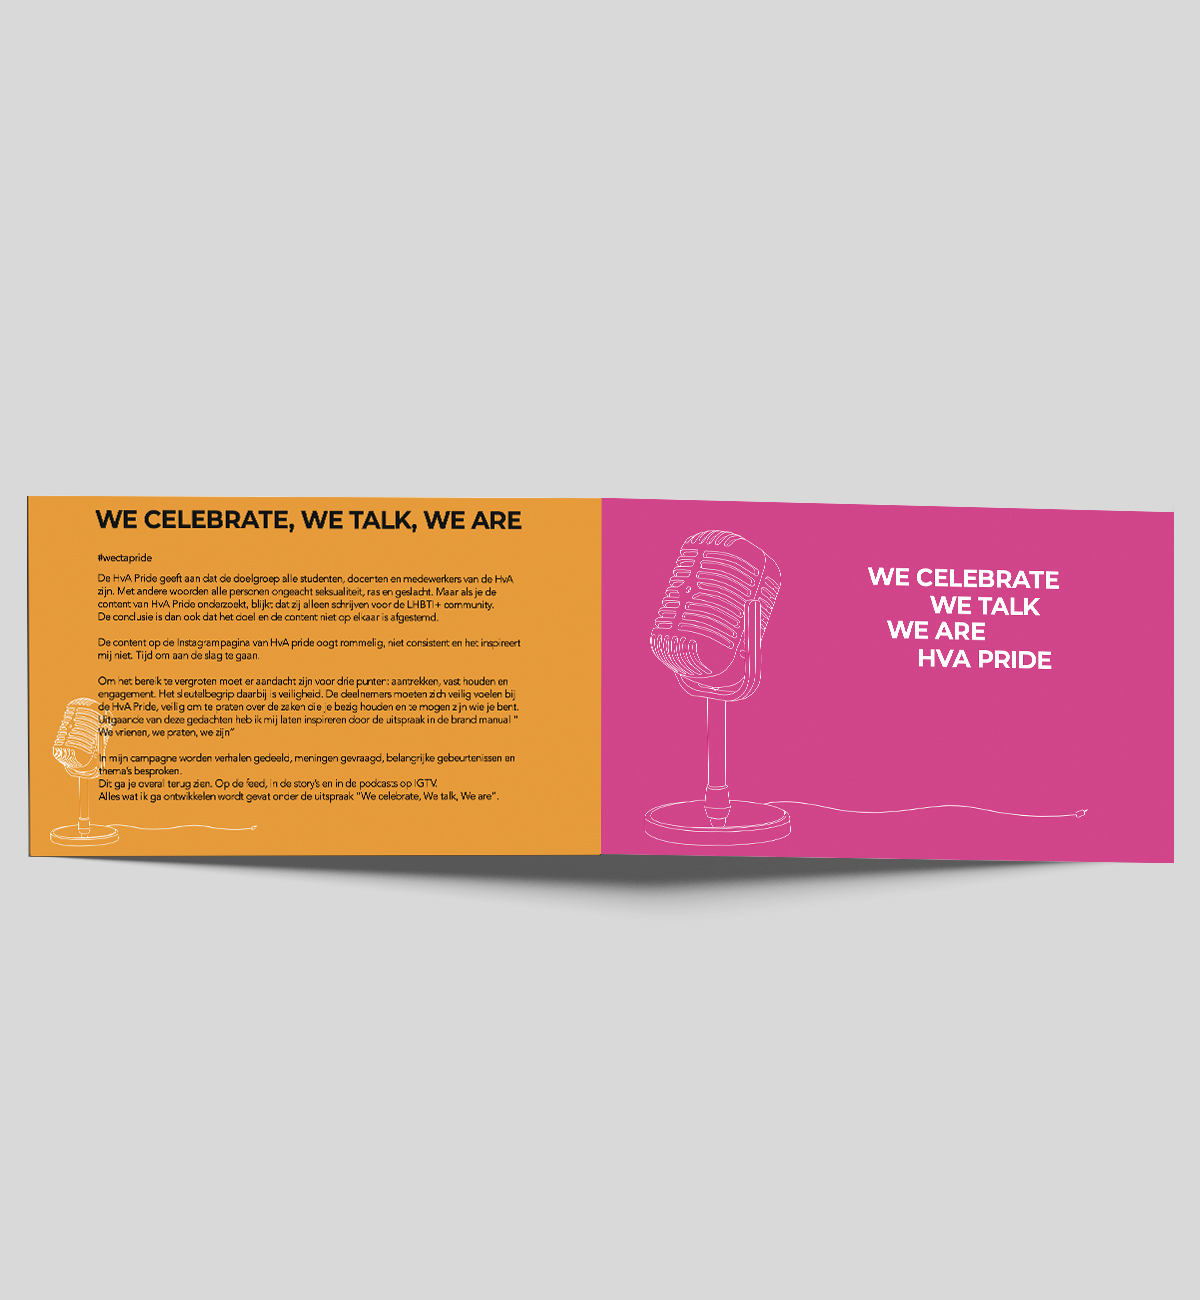 WE CELEBRATE, WE TALK, WE ARE
#wectapride
De HvA Pride geeft aan dat de doelgroep alle studenten, docenten en medewerkers van de HvA
zijn. Met andere woorden alle personen ongeacht seksualiteit, ras en geslacht. Maar als je de
content van HvA Pride onderzoekt, blijkt dat zij alleen schrijven voor de LHBTI+ community.
De conclusie is dan ook dat het doel en de content niet op elkaar is afgestemd.
De content op de Instagrampagina van HvA pride oogt rommelig, niet consistent en het inspireert
mij niet. Tijd om aan de slag te gaan.
Om het bereik te vergroten moet er aandacht zijn voor drie punten: aantrekken, vast houden en
engagement. Het sleutelbegrip daarbij is veiligheid. De deelnemers moeten zich veilig voelen bij
de HvA Pride, veilig om te praten over de zaken die je bezig houden en te mogen zijn wie je bent.
Uitgaande van deze gedachten heb ik mij laten inspireren door de uitspraak in de brand manual "
We vrienen, we praten, we zijn"
In mijn campagne worden verhalen gedeeld, meningen gevraagd, belangrijke gebeurtenissen en
thema's besproken.
Dit ga je overal terug zien. Op de feed, in de story's en in de podcasts op IGTV.
Alles wat ik ga ontwikkelen wordt gevat onder de uitspraak "We celebrate, We talk, We are".
WE CELEBRATE
WE TALK
WE ARE
HVA PRIDE